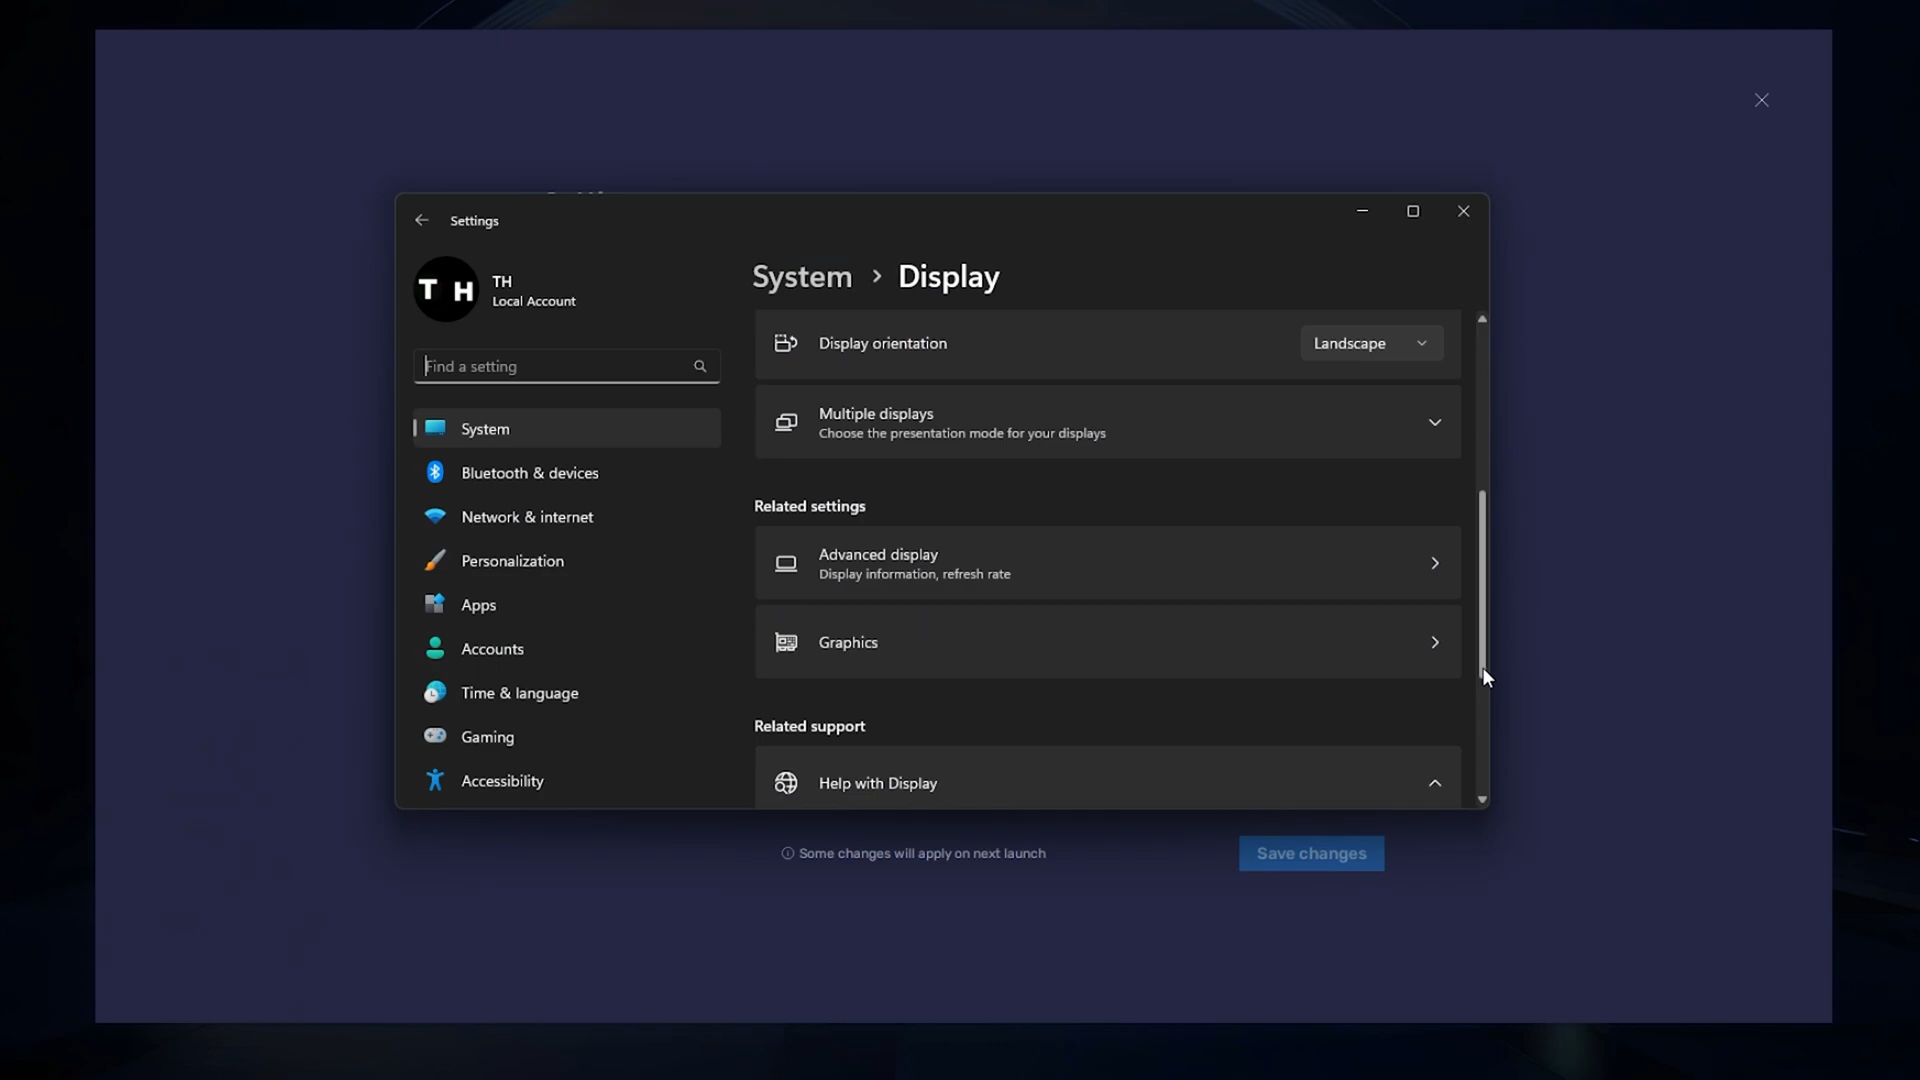 Settings
T H
TH
Local Account
Find a setting
System
Bluetooth & devices
Network & internet
Personalization
Apps
Accounts
Time & language
Gaming
Accessibility
System > Display
Display orientation
Landscape
Multiple displays
Choose the presentation mode for your displays
Related settings
Advanced display
Display information, refresh rate
Graphics
Related support
Help with Display
Some changes will apply on next launch
Save changes